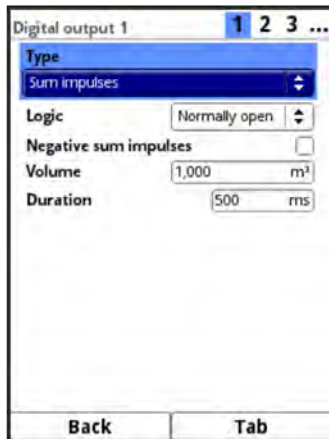 Digital output 1 1 2 3 ...
Type
Sum impulses
Logic Normally open
Negative sum impulses
Volume 1,000 m³
Duration 500 ms
Back Tab